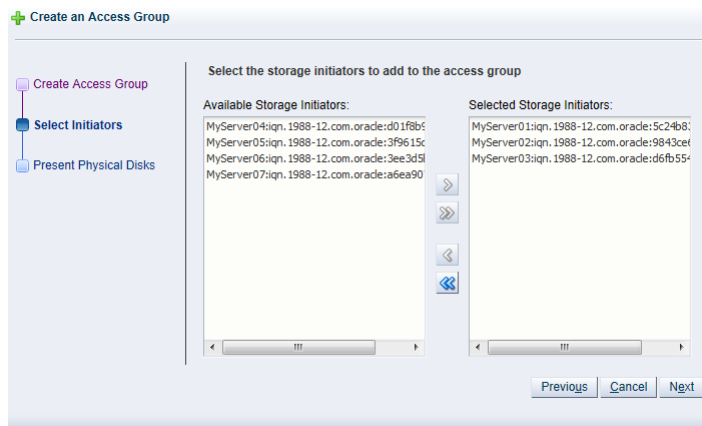 Create an Access Group
Create Access Group
Select Initiators
Present Physical Disks
Select the storage initiators to add to the access group
Available Storage Initiators:
MyServer04:iqn.1988-12.com.oracle:d01f8b9
MyServer05:iqn.1988-12.com.oracle:3f9615c
MyServer06:iqn.1988-12.com.oracle:3ee3d5
MyServer07:iqn.1988-12.com.oracle:a6ea90
Selected Storage Initiators:
MyServer01:iqn.1988-12.com.oracle:5c24b8
MyServer02:iqn.1988-12.com.oracle:9843ce
MyServer03:iqn.1988-12.com.oracle:d6fb554
Previous
Cancel
Next